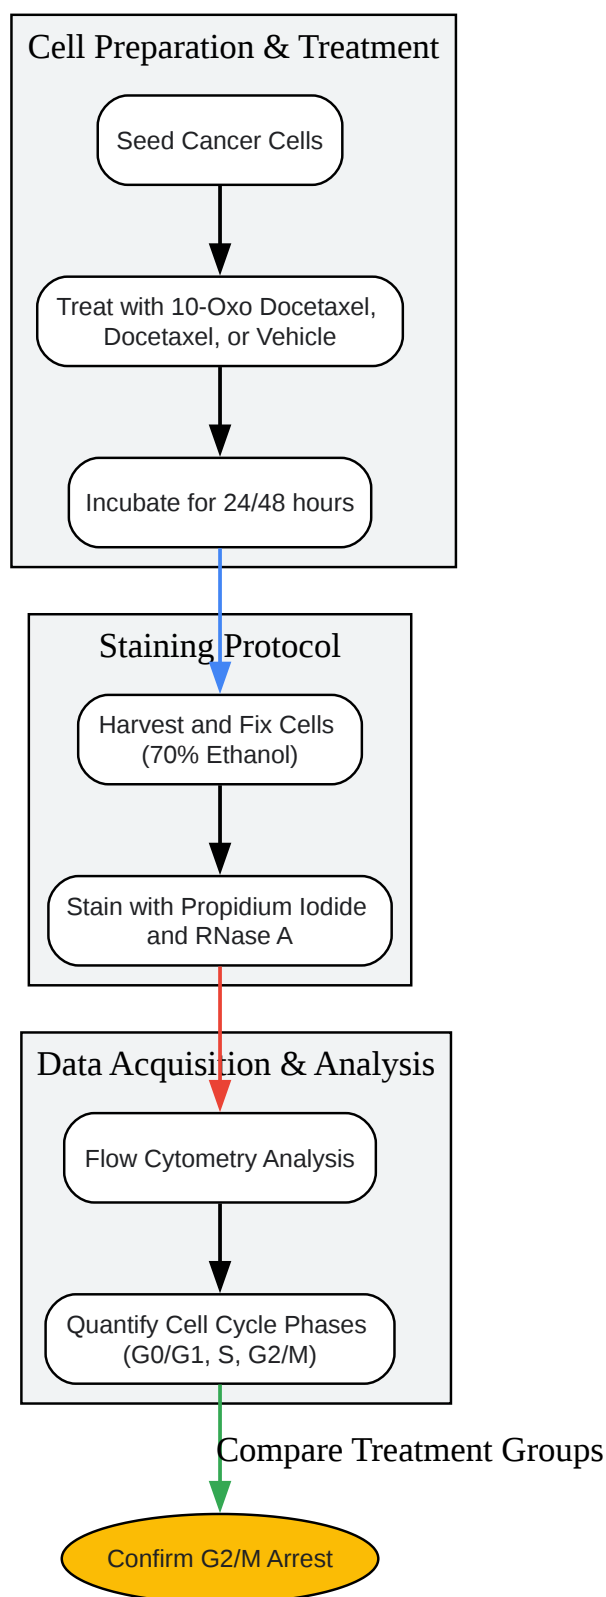 Cell Preparation & Treatment
Seed Cancer Cells
Treat with 10-Oxo Docetaxel,
Docetaxel, or Vehicle
Incubate for 24/48 hours
Staining Protocol
Harvest and Fix Cells
(70% Ethanol)
Stain with Propidium Iodide
and RNase A
Data Acquisition & Analysis
Flow Cytometry Analysis
Quantify Cell Cycle Phases
(G0/G1, S, G2/M)
Compare Treatment Groups
Confirm G2/M Arrest